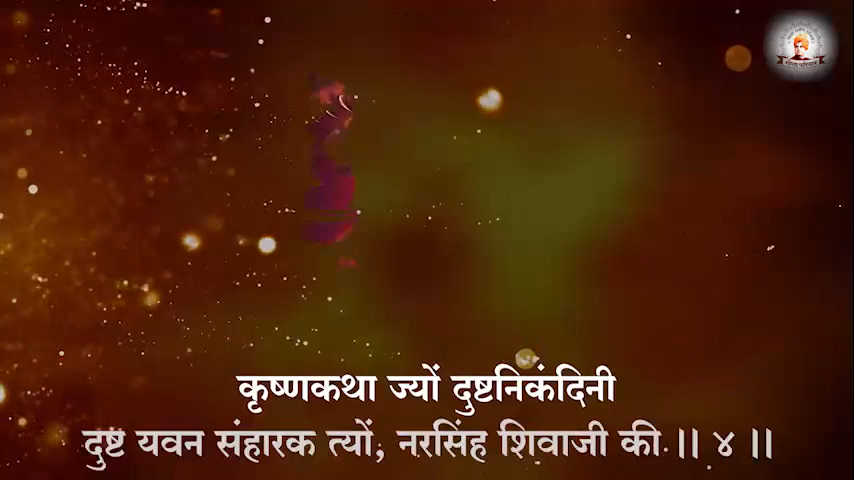 कृष्णकथा ज्यों दुष्टनिकंदिनी
दुष्ट यवन संहारक त्यों, नरसिंह शिवाजी की ॥ ४ ॥